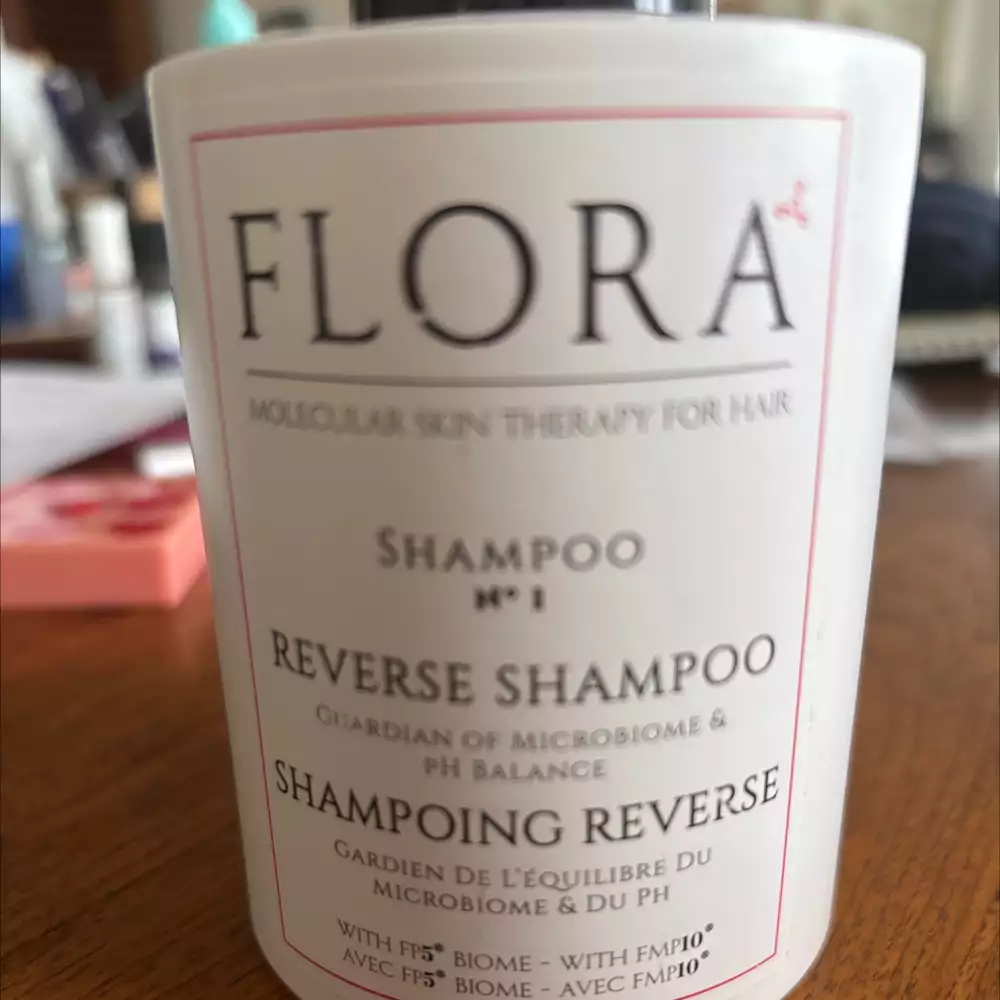 FLORA
MOLECULAR SKIN THERAPY FOR HAIR
SHAMPOO
Nº 1
REVERSE SHAMPOO
GUARDIAN OF MICROBIOME &
PH BALANCE
SHAMPOING REVERSE
GARDIEN DE L'ÉQUILIBRE DU
MICROBIOME & DU PH
WITH FP5® BIOME - WITH FMP10®
AVEC FP5® BIOME - AVEC FMP10®